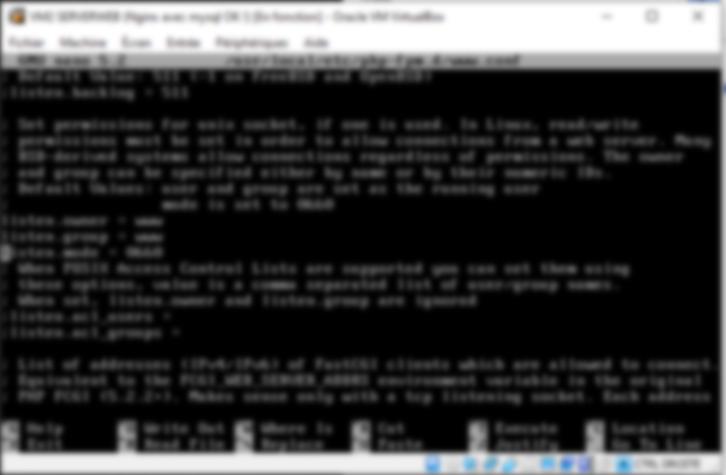 VM2 SERVERWEB (Nginx avec mysql OK ) [En fonction] - Oracle VM VirtualBox
Fichier Machine Écran Entrée Périphériques Aide
GNU nano 5.2 /usr/local/etc/php-fpm.d/www.conf
; Default Value: 511 (-1 on FreeBSD and OpenBSD)
;listen.backlog = 511
; Set permissions for unix socket, if one is used. In Linux, read/write
; permissions must be set in order to allow connections from a web server. Many
; BSD-derived systems allow connections regardless of permissions. The owner
; and group can be specified either by name or by their numeric IDs.
; Default Values: user and group are set as the running user
; mode is set to 0660
listen.owner = www
listen.group = www
listen.mode = 0660
; When POSIX Access Control Lists are supported you can set them using
; these options, value is a comma separated list of user/group names.
; When set, listen.owner and listen.group are ignored
;listen.acl_users =
;listen.acl_groups =
; List of addresses (IPv4/IPv6) of FastCGI clients which are allowed to connect.
; Equivalent to the FCGI_WEB_SERVER_ADDRS environment variable in the original
; PHP FCGI (5.2.2+). Makes sense only with a tcp listening socket. Each address
Help Write Out Where Is Cut Execute Location
Exit Read File Replace Paste Justify Go To Line
CTRL DROITE